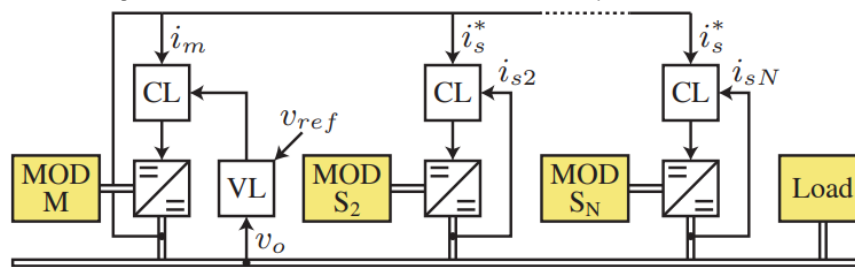 i_m
i_s^*
i_s^*
i_{s2}
i_{sN}
CL
CL
CL
v_{ref}
MOD
M
VL
MOD
S_2
MOD
S_N
Load
v_o